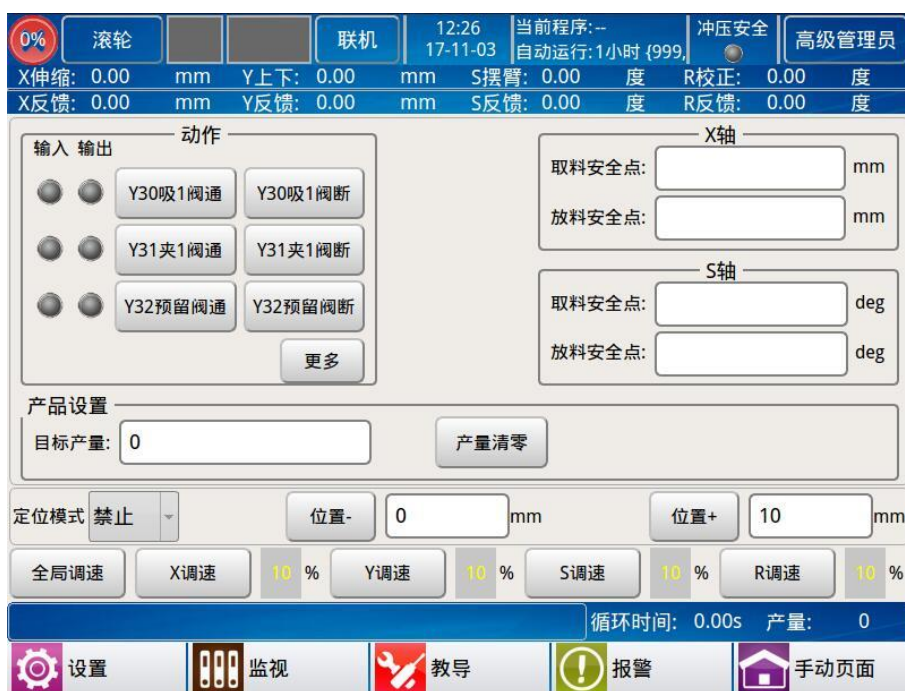 0% 滚轮 联机 12:26 当前程序:-- 冲压安全 高级管理员
17-11-03 自动运行:1小时 {999,
X伸缩: 0.00 mm Y上下: 0.00 mm S摆臂: 0.00 度 R校正: 0.00 度
X反馈: 0.00 mm Y反馈: 0.00 mm S反馈: 0.00 度 R反馈: 0.00 度
动作
输入 输出
Y30吸1阀通 Y30吸1阀断
Y31夹1阀通 Y31夹1阀断
Y32预留阀通 Y32预留阀断
更多
X轴
取料安全点: mm
放料安全点: mm
S轴
取料安全点: deg
放料安全点: deg
产品设置
目标产量: 0 产量清零
定位模式 禁止 位置- 0 mm 位置+ 10 mm
全局调速 X调速 10 % Y调速 10 % S调速 10 % R调速 10 %
循环时间: 0.00s 产量: 0
设置 监视 教导 报警 手动页面